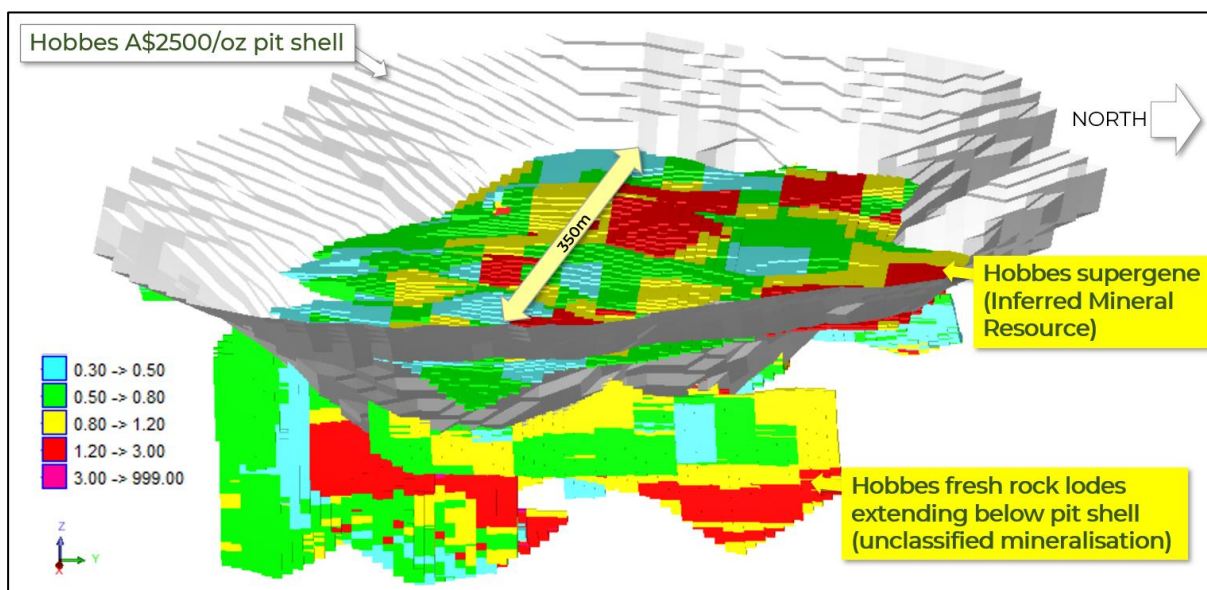 Hobbes A$2500/oz pit shell
NORTH
350m
Hobbes supergene
(Inferred Mineral
Resource)
0.30 -> 0.50
0.50 -> 0.80
0.80 -> 1.20
1.20 -> 3.00
3.00 -> 999.00
Hobbes fresh rock lodes
extending below pit shell
(unclassified mineralisation)
Z
Y
X